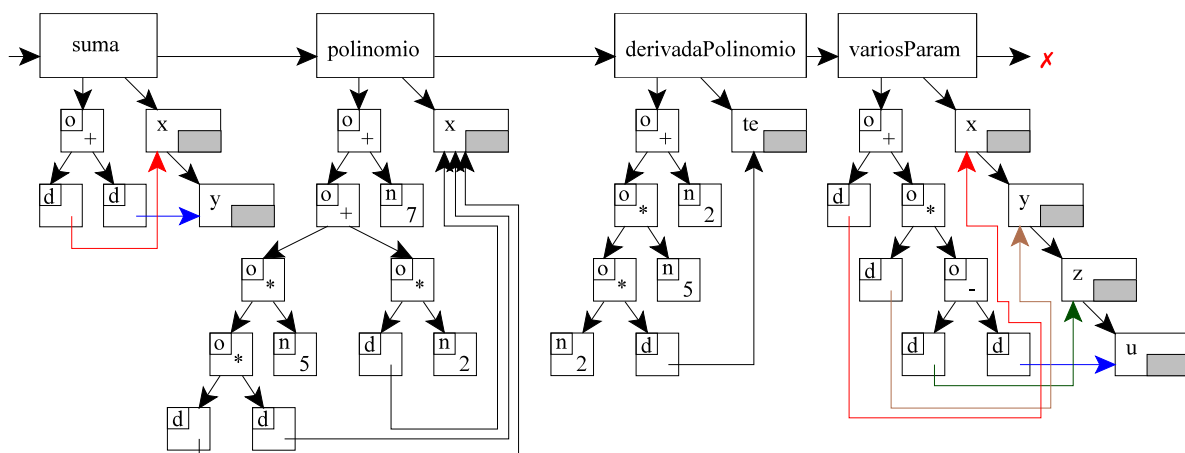 suma polinomio derivadaPolinomio variosParam ✗
o + x o + x o + te o + x
d d y o + n 7 o * n 2 d o * y
o * o * o * n 5 d o - z
o * n 5 d n 2 n 2 d d d u
d d